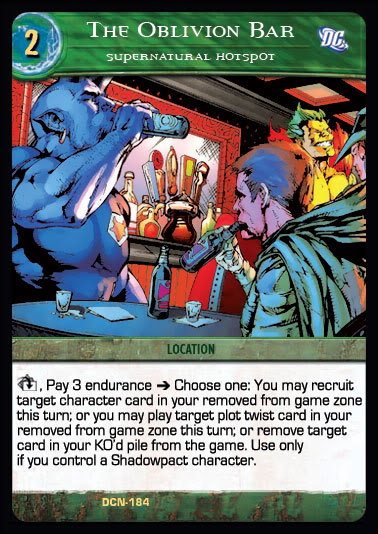 2
The Oblivion Bar
DC
Supernatural Hotspot
LOCATION
, Pay 3 endurance ➔ Choose one: You may recruit
target character card in your removed from game zone
this turn; or you may play target plot twist card in your
removed from game zone this turn; or remove target
card in your KO'd pile from the game. Use only
if you control a Shadowpact character.
DCN-184